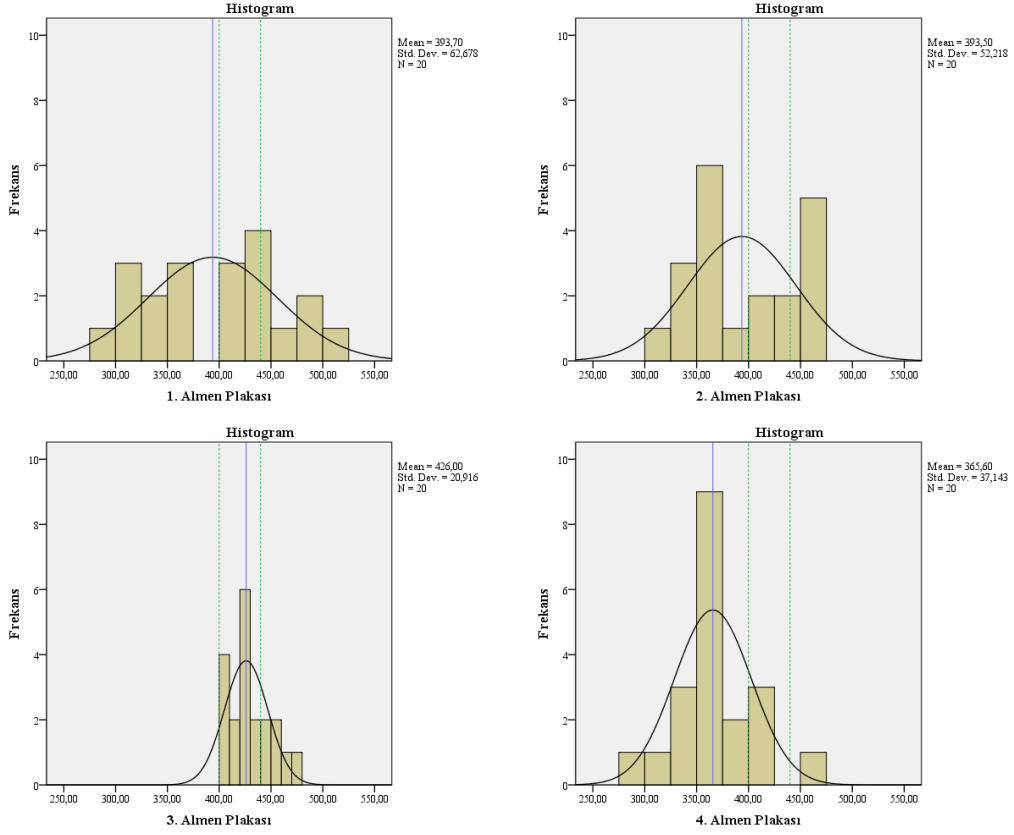 Histogram
Mean = 393,70
Std. Dev. = 62,678
N = 20
Frekans
10
8
6
4
2
0
250,00 300,00 350,00 400,00 450,00 500,00 550,00
1. Almen Plakası
Histogram
Mean = 393,50
Std. Dev. = 52,218
N = 20
Frekans
10
8
6
4
2
0
250,00 300,00 350,00 400,00 450,00 500,00 550,00
2. Almen Plakası
Histogram
Mean = 426,00
Std. Dev. = 20,916
N = 20
Frekans
10
8
6
4
2
0
250,00 300,00 350,00 400,00 450,00 500,00 550,00
3. Almen Plakası
Histogram
Mean = 365,60
Std. Dev. = 37,143
N = 20
Frekans
10
8
6
4
2
0
250,00 300,00 350,00 400,00 450,00 500,00 550,00
4. Almen Plakası